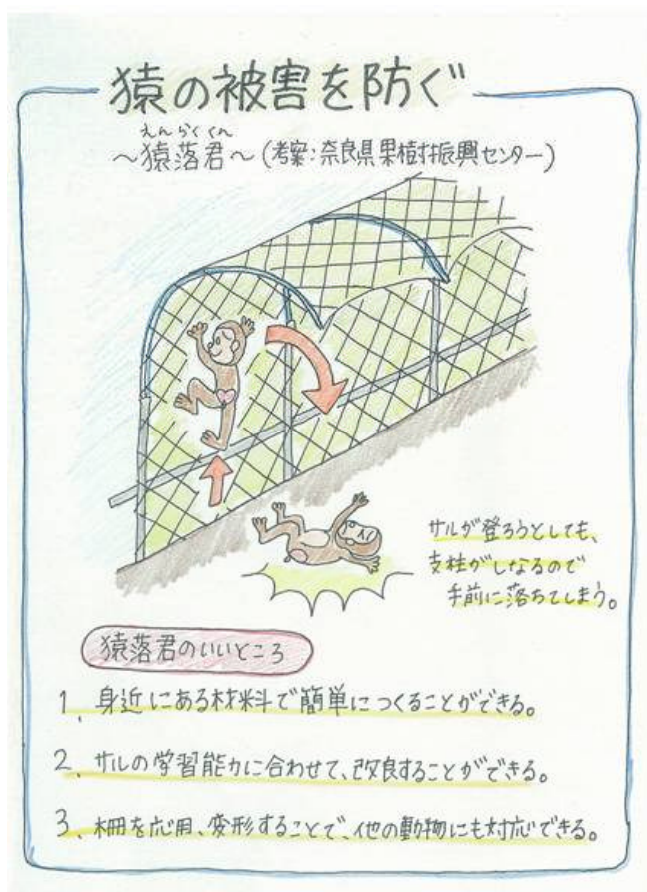 猿の被害を防ぐ
えんらくくん
～猿落君～(考案:奈良県果樹振興センター)
サルが登ろうとしても、
支柱がしなるので
手前に落ちてしまう。
猿落君のいいところ
1、身近にある材料で簡単につくることができる。
2、サルの学習能力に合わせて、改良することができる。
3、柵を応用、変形することで、他の動物にも対応できる。